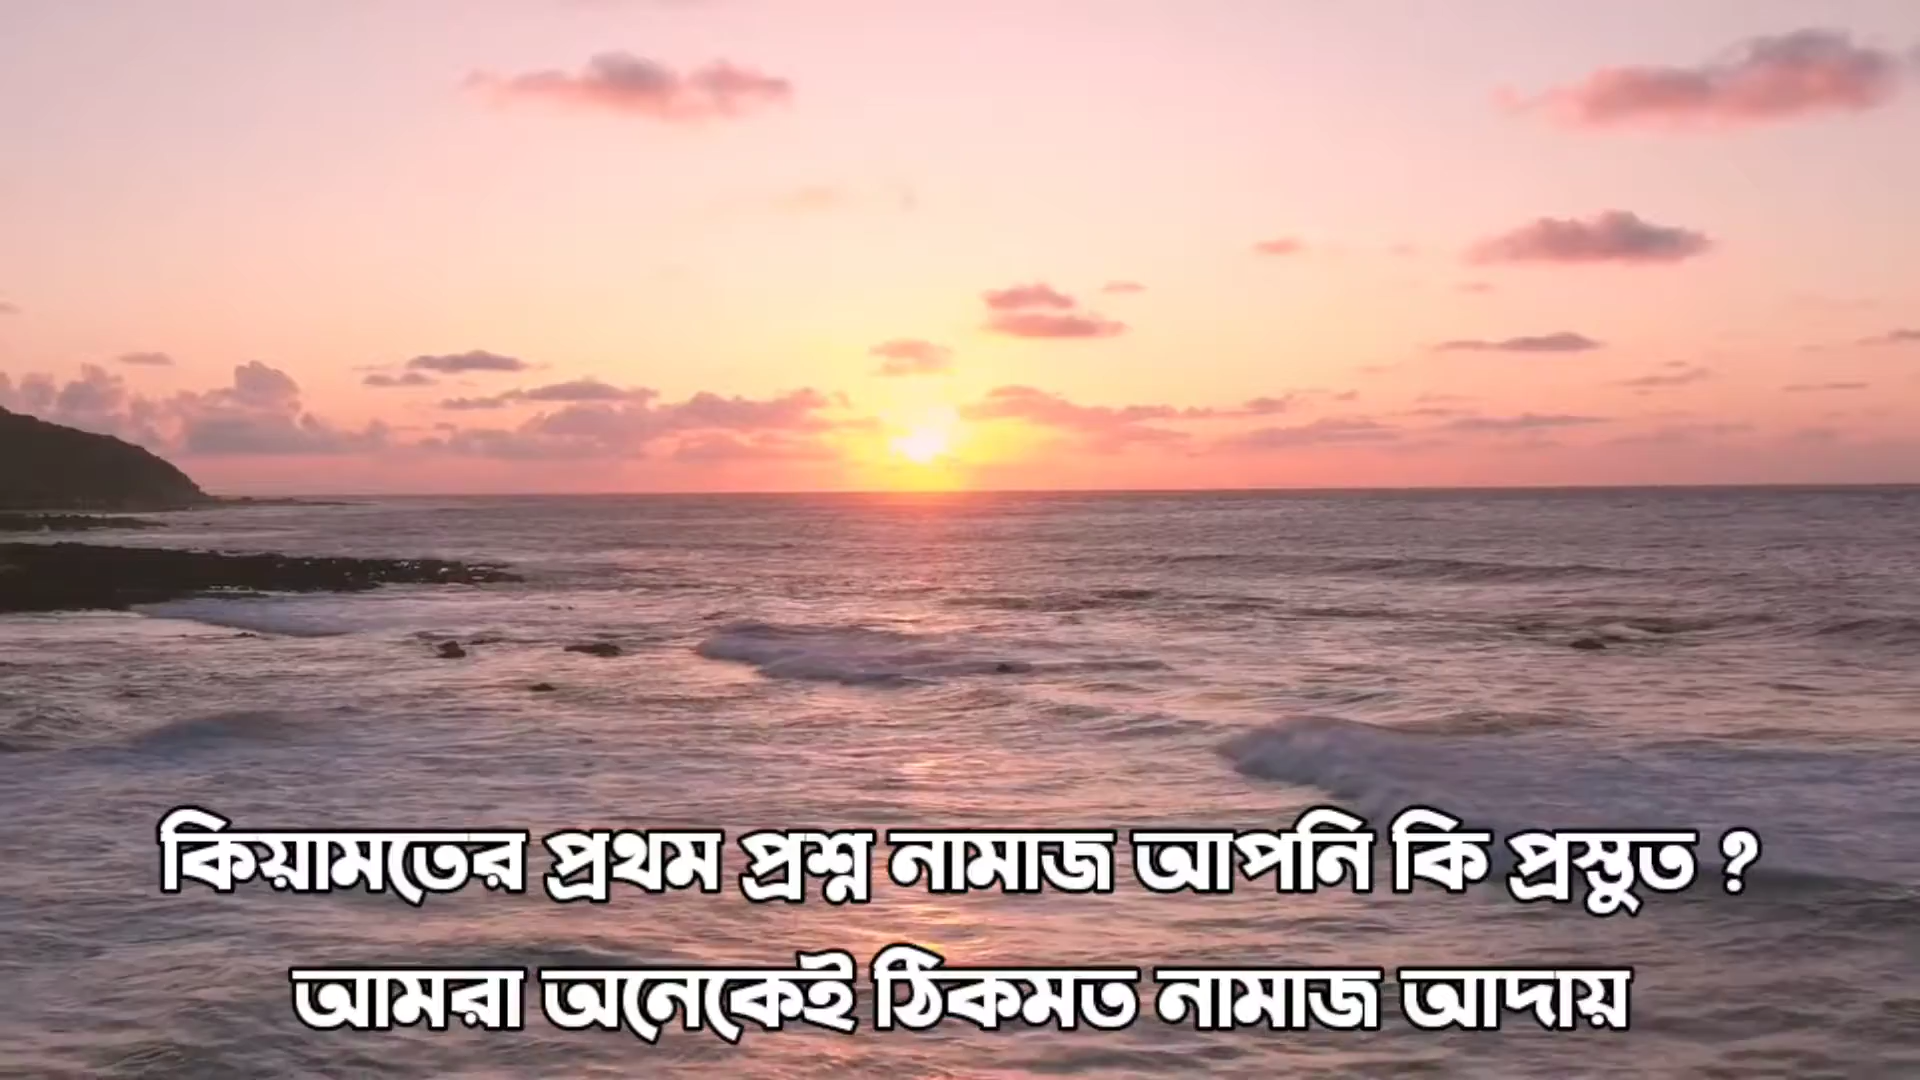 কিয়ামতের প্রথম প্রশ্ন নামাজ আপনি কি প্রস্তুত ?
আমরা অনেকেই ঠিকমত নামাজ আদায়